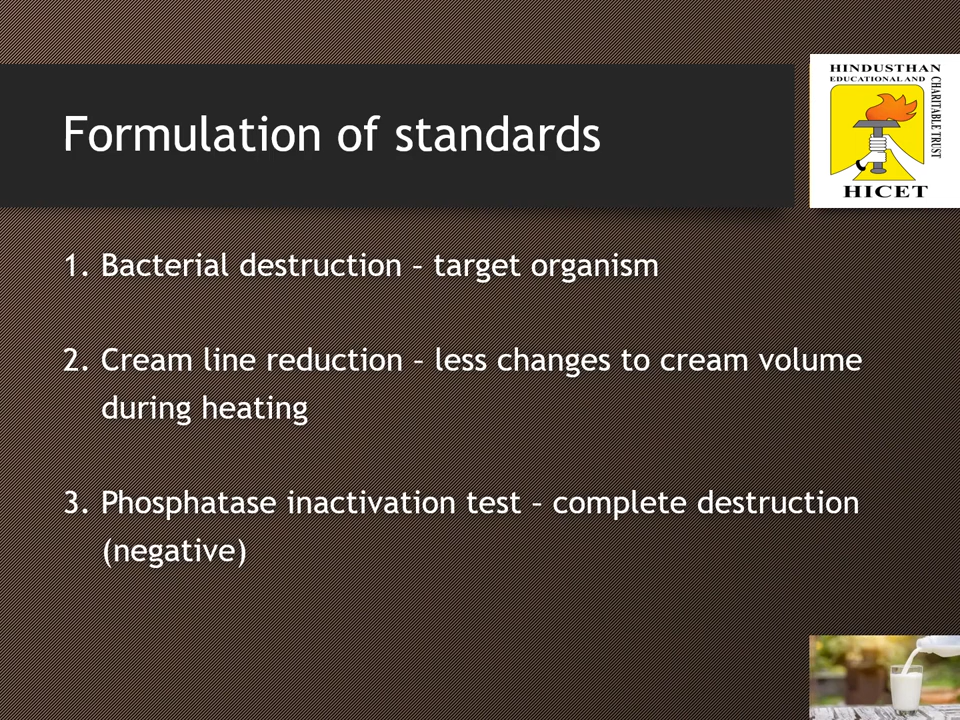 Formulation of standards
HINDUSTHAN
EDUCATIONAL AND
CHARITABLE TRUST
HICET
1. Bacterial destruction – target organism
2. Cream line reduction – less changes to cream volume
during heating
3. Phosphatase inactivation test – complete destruction
(negative)